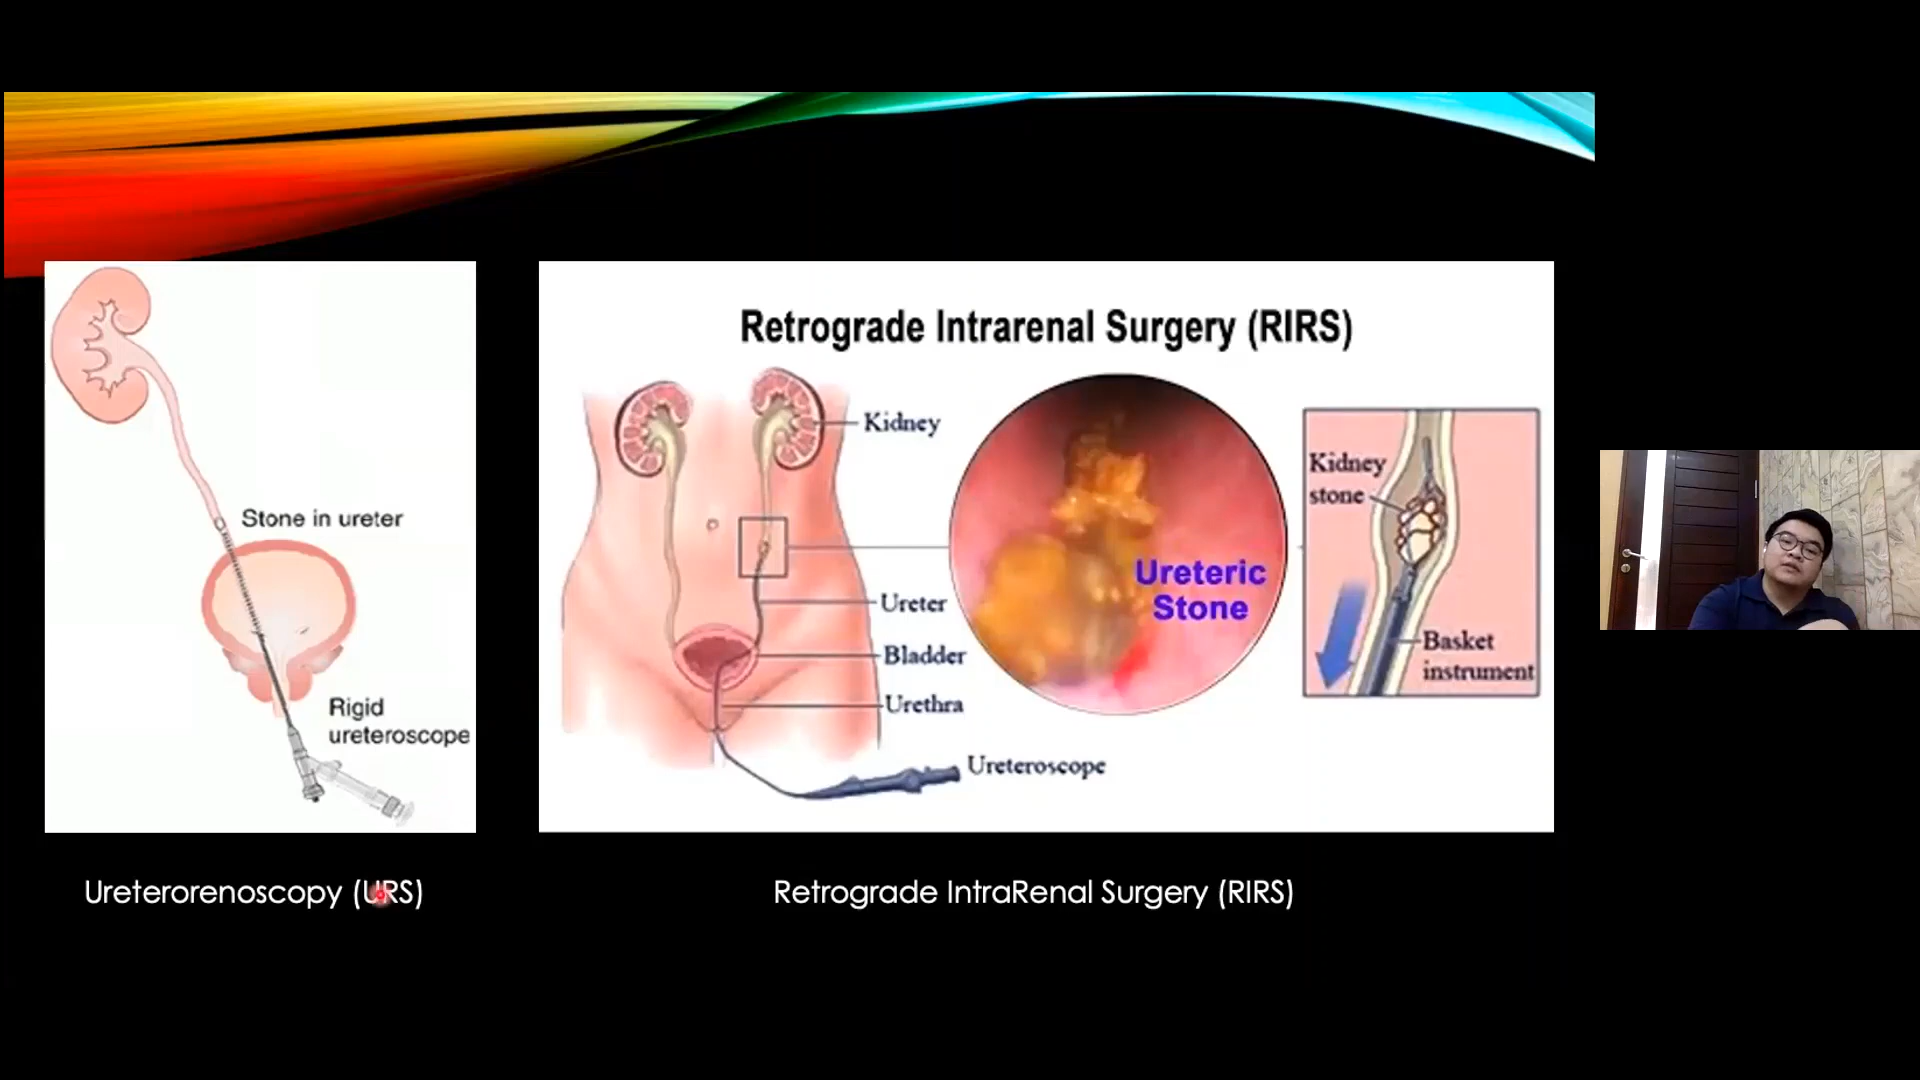 Stone in ureter
Rigid
ureteroscope
Ureterorenoscopy (URS)
Retrograde Intrarenal Surgery (RIRS)
Kidney
Ureter
Bladder
Urethra
Ureteroscope
Ureteric
Stone
Kidney
stone
Basket
instrument
Retrograde IntraRenal Surgery (RIRS)